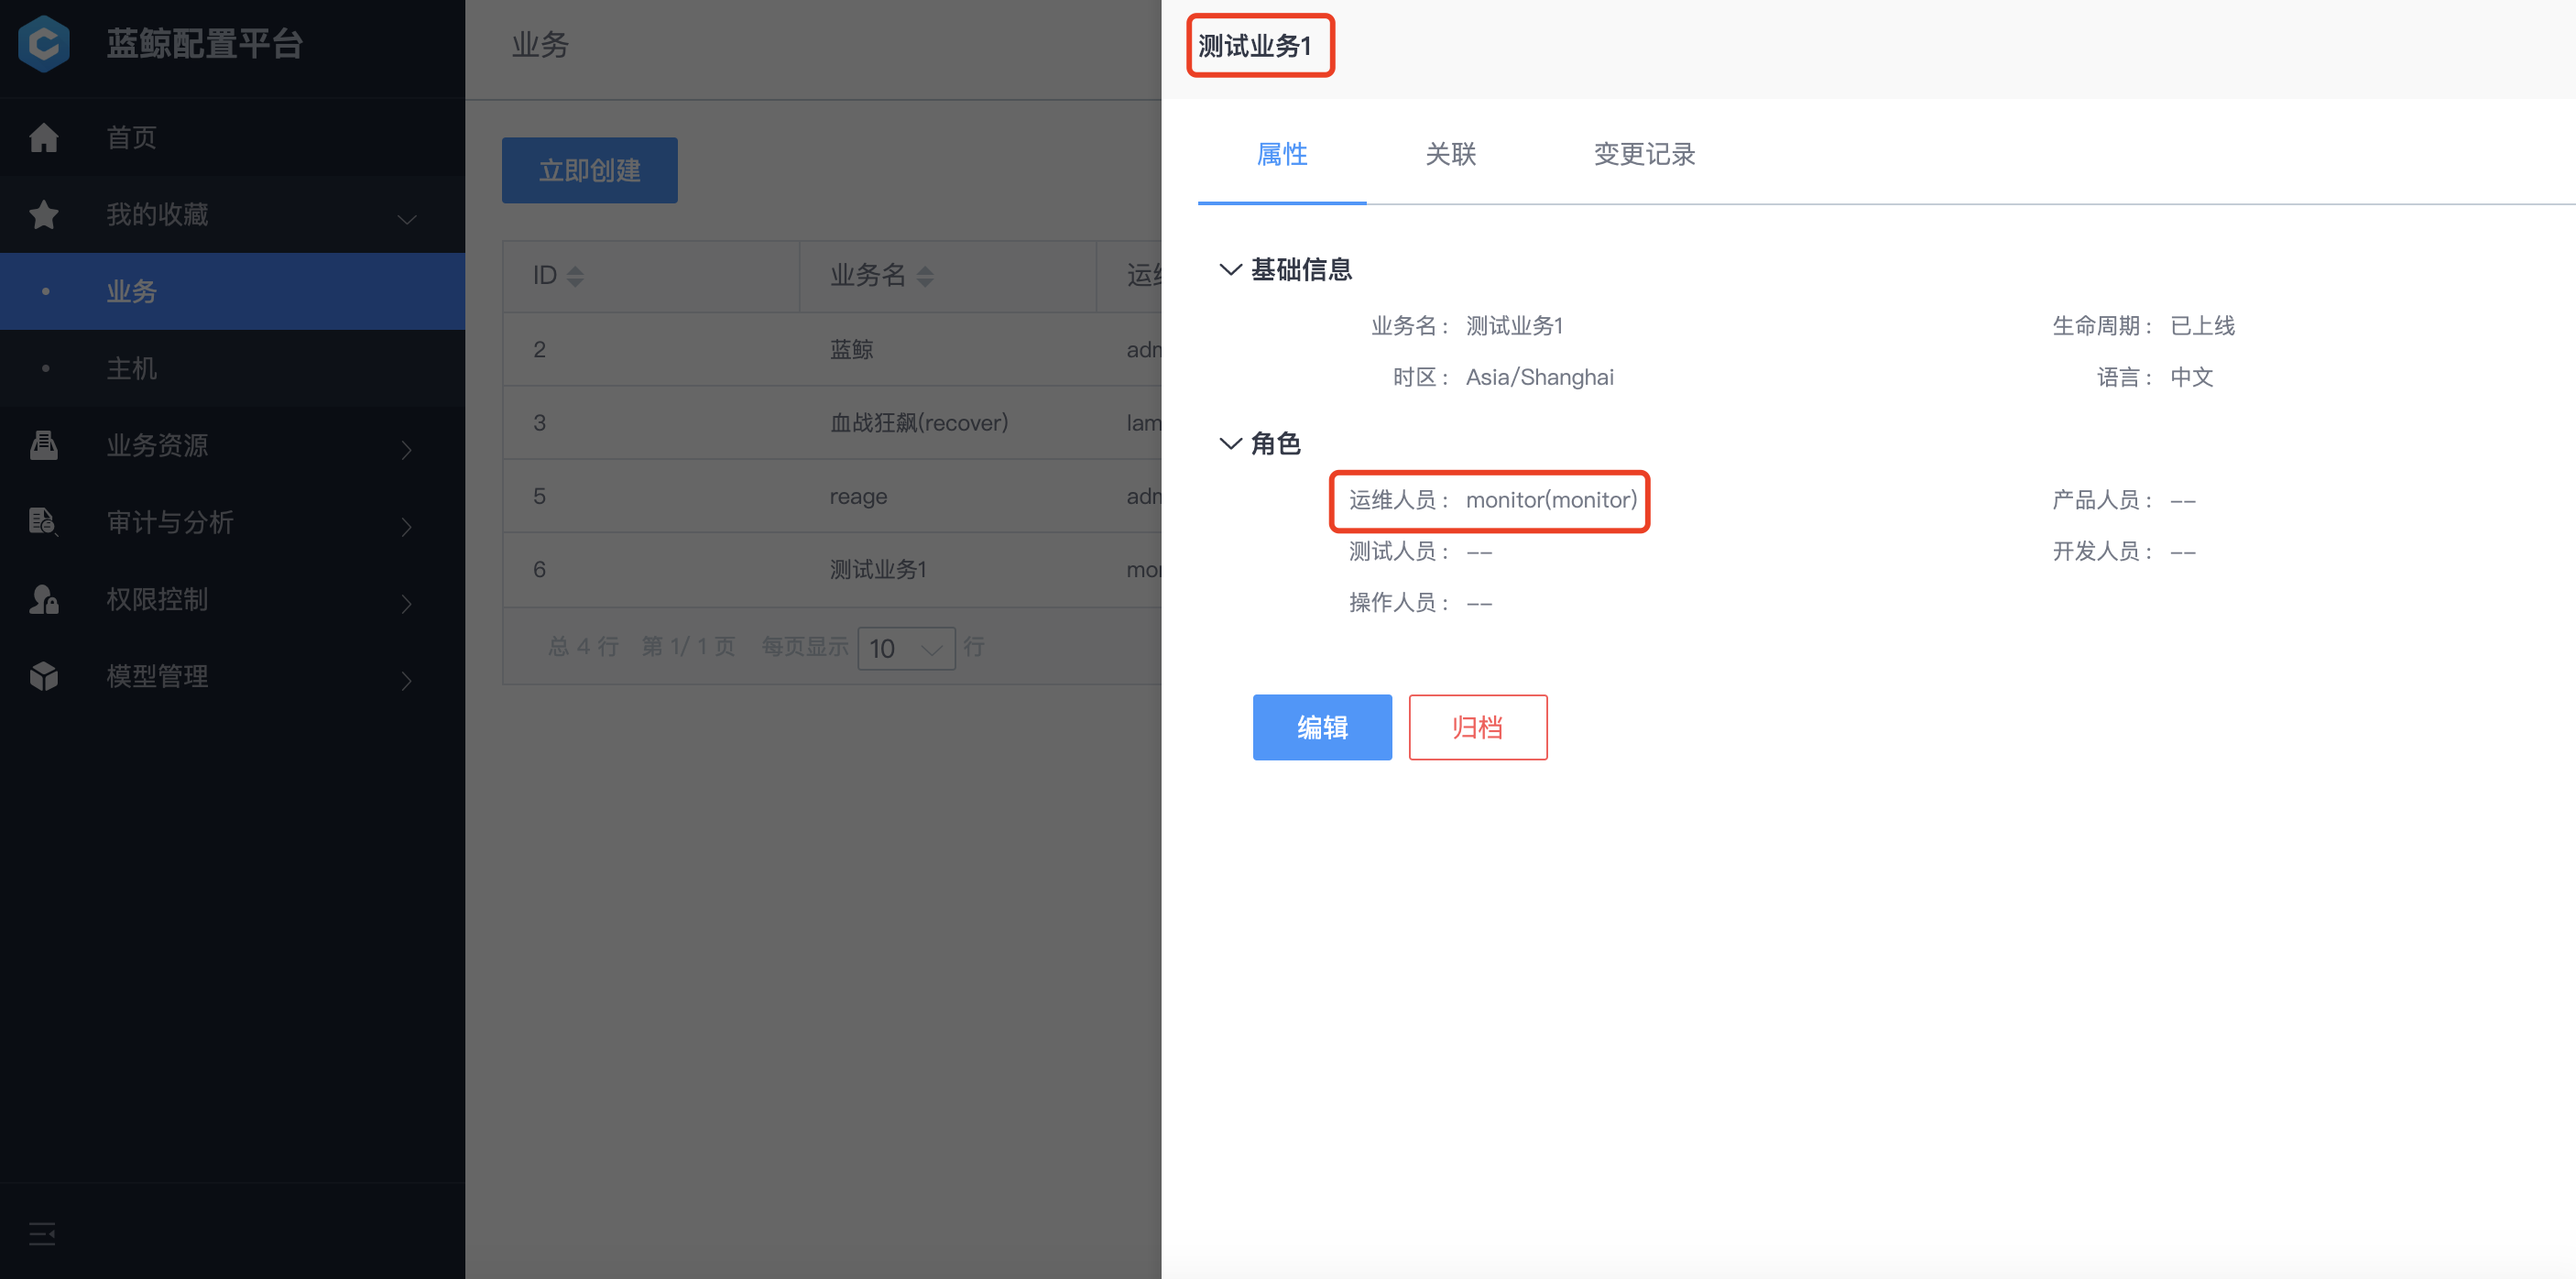 蓝鲸配置平台
首页
我的收藏
业务
主机
业务资源
审计与分析
权限控制
模型管理
业务
立即创建
ID 业务名 运维
2 蓝鲸 adm
3 血战狂飙(recover) lam
5 reage adm
6 测试业务1 mor
总 4 行 第 1/ 1 页 每页显示 10 行
测试业务1
属性 关联 变更记录
基础信息
业务名： 测试业务1 生命周期： 已上线
时区： Asia/Shanghai 语言： 中文
角色
运维人员： monitor(monitor) 产品人员： --
测试人员： -- 开发人员： --
操作人员： --
编辑 归档